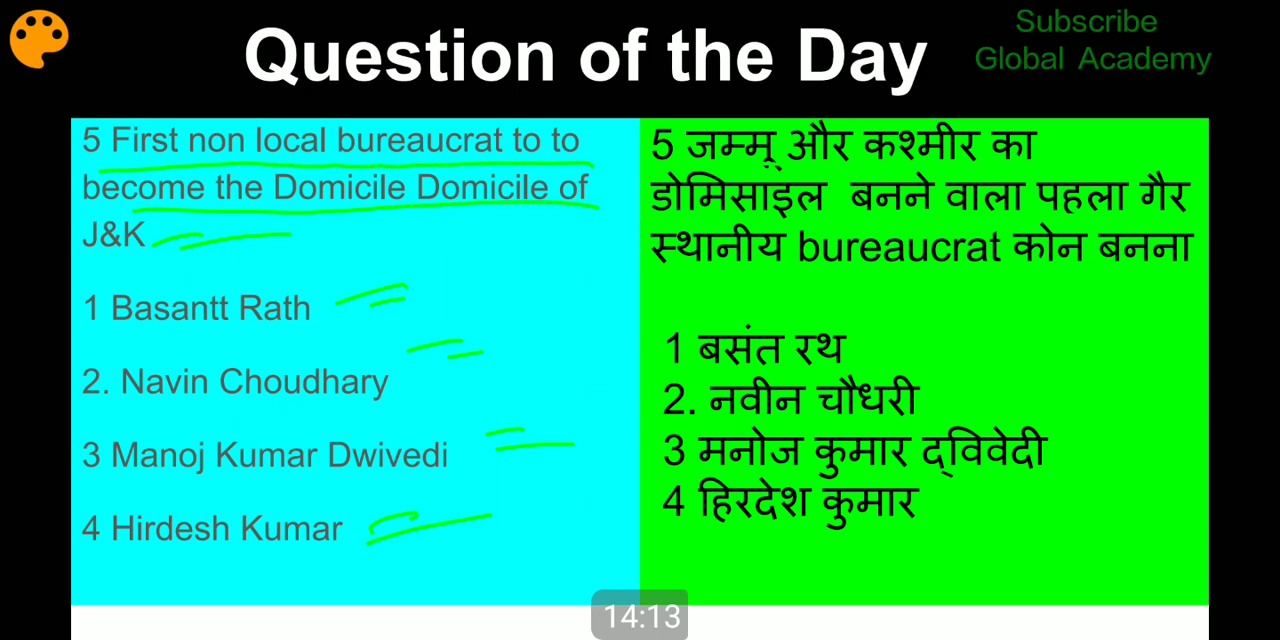 Question of the Day
Subscribe
Global Academy
5 First non local bureaucrat to to
become the Domicile Domicile of
J&K
1 Basantt Rath
2. Navin Choudhary
3 Manoj Kumar Dwivedi
4 Hirdesh Kumar
5 जम्मू और कश्मीर का
डोमिसाइल बनने वाला पहला गैर
स्थानीय bureaucrat कोन बनना
1 बसंत रथ
2. नवीन चौधरी
3 मनोज कुमार द्विवेदी
4 हिरदेश कुमार
14:13